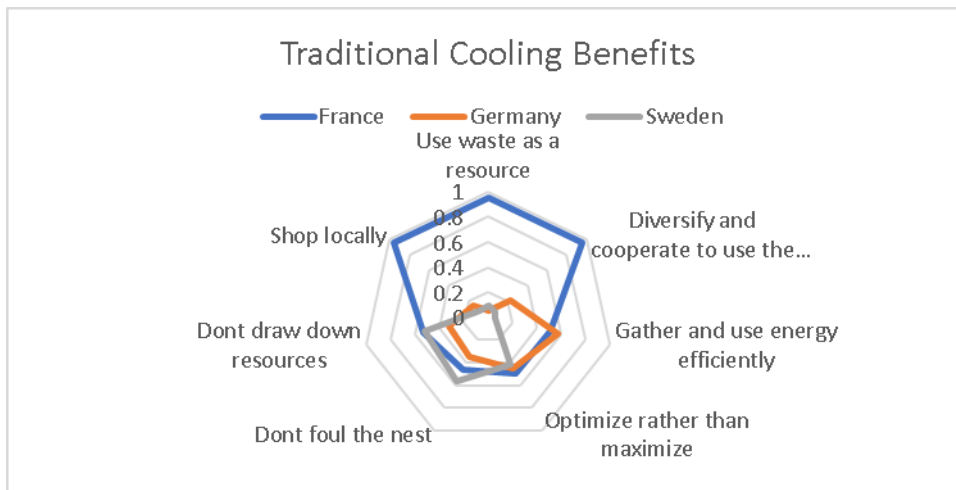 Traditional Cooling Benefits
France Germany Sweden
Use waste as a
resource
Diversify and
cooperate to use the...
Gather and use energy
efficiently
Optimize rather than
maximize
Dont foul the nest
Dont draw down
resources
Shop locally
1
0.8
0.6
0.4
0.2
0